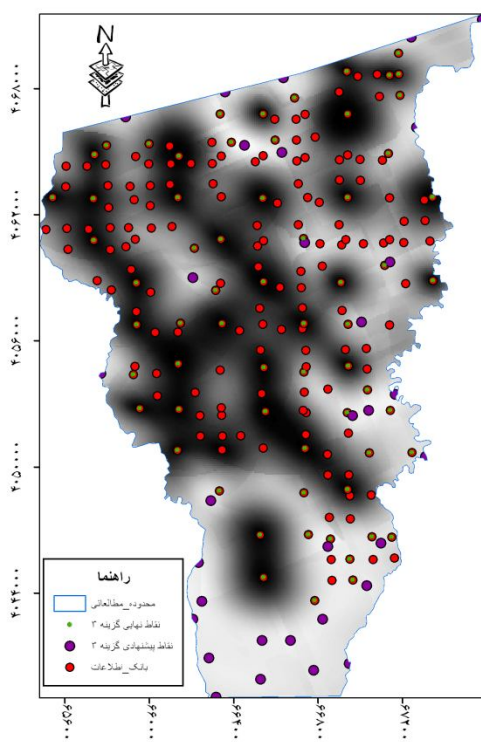 N
۴۰۶۸۰۰۰
۴۰۶۲۰۰۰
۴۰۵۶۰۰۰
۴۰۵۰۰۰۰
۴۰۴۴۰۰۰
راهنما
محدوده_مطالعاتی
نقاط نهایی گزینه ۳
نقاط پیشنهادی گزینه ۳
بانک_اطلاعات